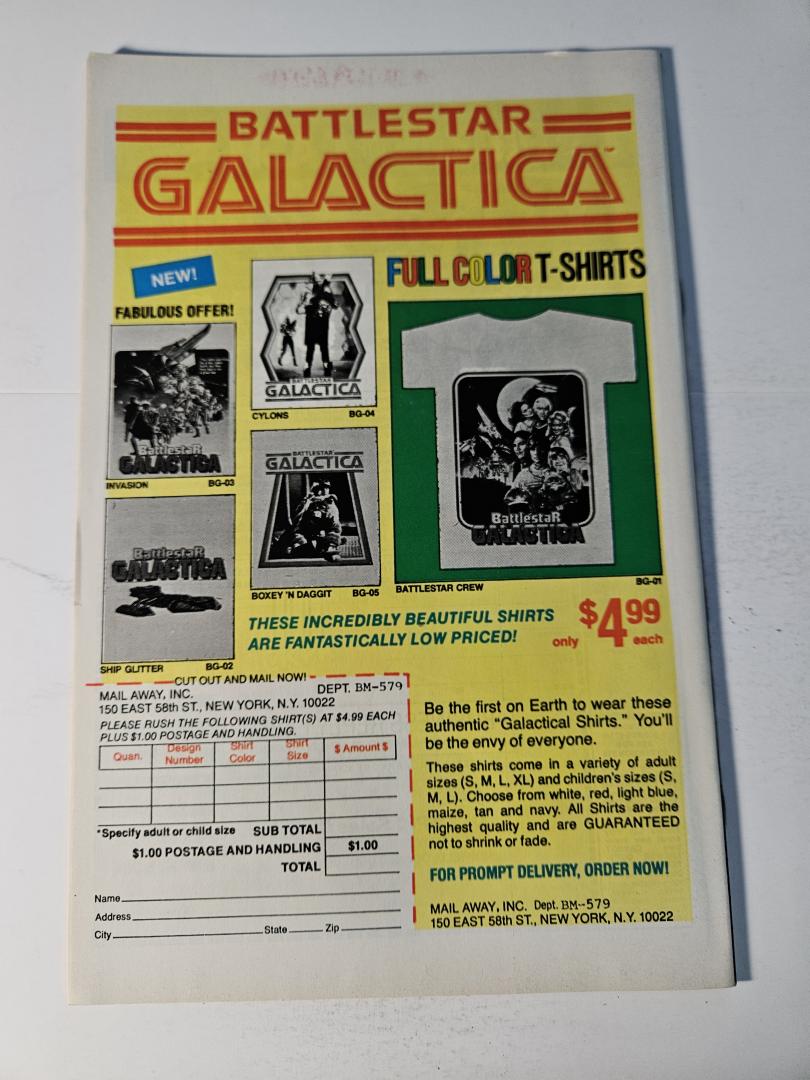 BATTLESTAR
GALACTICA™
NEW!
FABULOUS OFFER!
FULL COLOR T-SHIRTS
BattlestaR
GALACTICA
INVASION BG-03
BATTLESTAR
GALACTICA
CYLONS BG-04
BATTLESTAR
GALACTICA
BOXEY 'N DAGGIT BG-05
BattlestaR
GALACTICA
BATTLESTAR CREW BG-01
BattlestaR
GALACTICA
SHIP GLITTER BG-02
THESE INCREDIBLY BEAUTIFUL SHIRTS
ARE FANTASTICALLY LOW PRICED!
only $4.99 each
CUT OUT AND MAIL NOW!
MAIL AWAY, INC. DEPT. BM-579
150 EAST 58th ST., NEW YORK, N.Y. 10022
PLEASE RUSH THE FOLLOWING SHIRT(S) AT $4.99 EACH
PLUS $1.00 POSTAGE AND HANDLING.
Quan. Design Number Shirt Color Shirt Size $ Amount $
*Specify adult or child size SUB TOTAL
$1.00 POSTAGE AND HANDLING $1.00
TOTAL
Name
Address
City State Zip
Be the first on Earth to wear these
authentic "Galactical Shirts." You'll
be the envy of everyone.
These shirts come in a variety of adult
sizes (S, M, L, XL) and children's sizes (S,
M, L). Choose from white, red, light blue,
maize, tan and navy. All Shirts are the
highest quality and are GUARANTEED
not to shrink or fade.
FOR PROMPT DELIVERY, ORDER NOW!
MAIL AWAY, INC. Dept. BM--579
150 EAST 58th ST., NEW YORK, N.Y. 10022